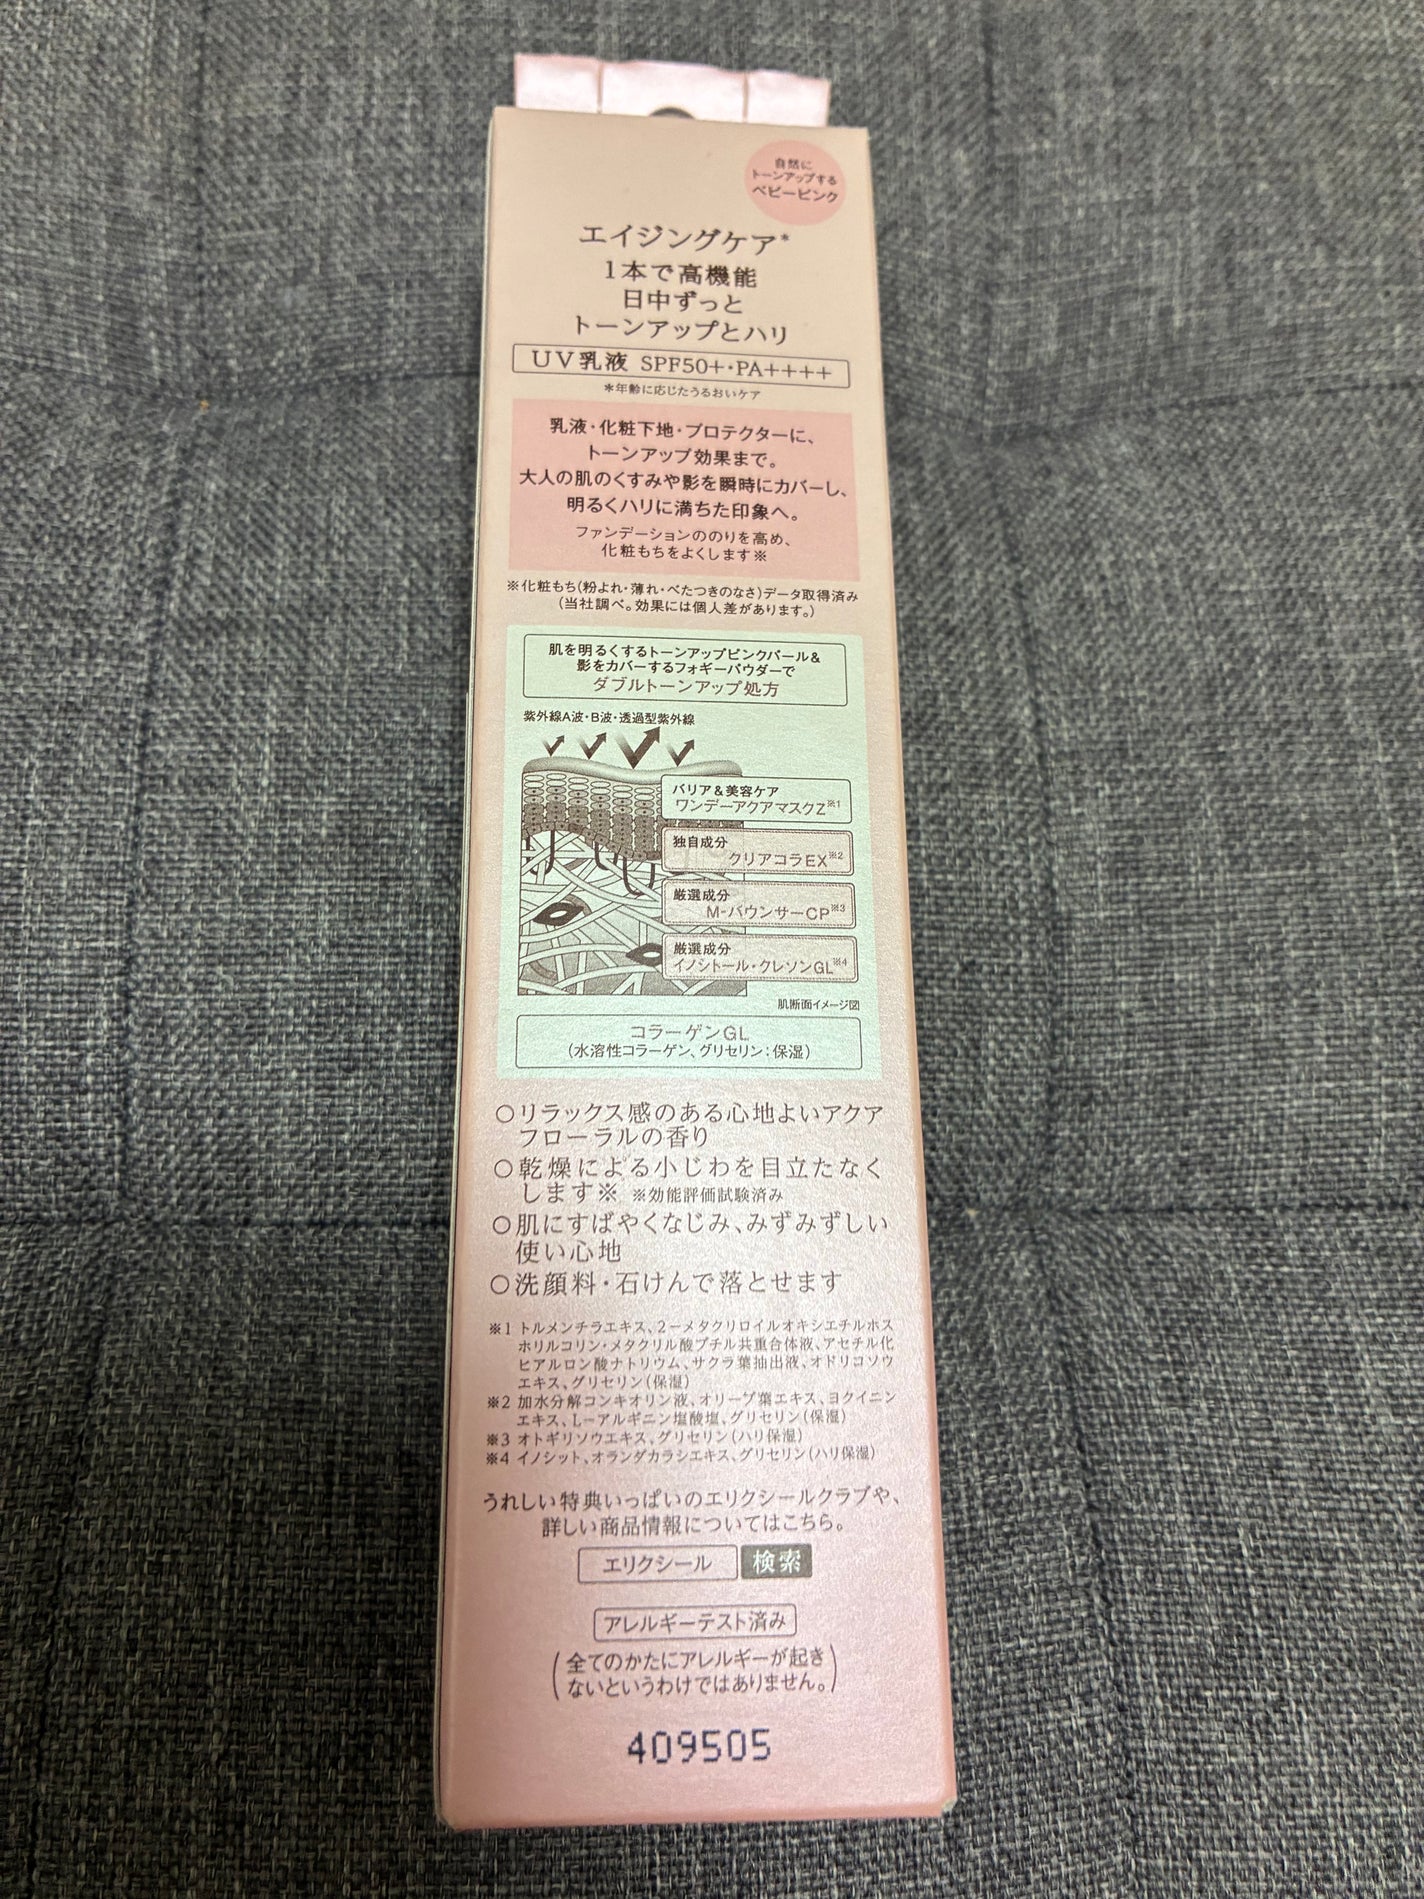 自然に
トーンアップする
ベビーピンク
エイジングケア*
1本で高機能
日中ずっと
トーンアップとハリ
UV乳液 SPF50+・PA++++
*年齢に応じたうるおいケア
乳液・化粧下地・プロテクターに、
トーンアップ効果まで。
大人の肌のくすみや影を瞬時にカバーし、
明るくハリに満ちた印象へ。
ファンデーションののりを高め、
化粧もちをよくします※
※化粧もち(粉よれ・薄れ・べたつきのなさ)データ取得済み
(当社調べ。効果には個人差があります。)
肌を明るくするトーンアップピンクパール&
影をカバーするフォギーパウダーで
ダブルトーンアップ処方
紫外線A波・B波・透過型紫外線
バリア&美容ケア
ワンデーアクアマスクZ※1
独自成分
クリアコラEX※2
厳選成分
M-バウンサーCP※3
厳選成分
イノシトール・クレソンGL※4
肌断面イメージ図
コラーゲンGL
(水溶性コラーゲン、グリセリン:保湿)
○リラックス感のある心地よいアクア
フローラルの香り
○乾燥による小じわを目立たなく
します※ ※効能評価試験済み
○肌にすばやくなじみ、みずみずしい
使い心地
○洗顔料・石けんで落とせます
※1 トルメンチラエキス、2-メタクリロイルオキシエチルホス
ホリルコリン・メタクリル酸ブチル共重合体液、アセチル化
ヒアルロン酸ナトリウム、サクラ葉抽出液、オドリコソウ
エキス、グリセリン(保湿)
※2 加水分解コンキオリン液、オリーブ葉エキス、ヨクイニン
エキス、L-アルギニン塩酸塩、グリセリン(保湿)
※3 オトギリソウエキス、グリセリン(ハリ保湿)
※4 イノシット、オランダカラシエキス、グリセリン(ハリ保湿)
うれしい特典いっぱいのエリクシールクラブや、
詳しい商品情報についてはこちら。
エリクシール 検索
アレルギーテスト済み
(全てのかたにアレルギーが起き
ないというわけではありません。)
409505